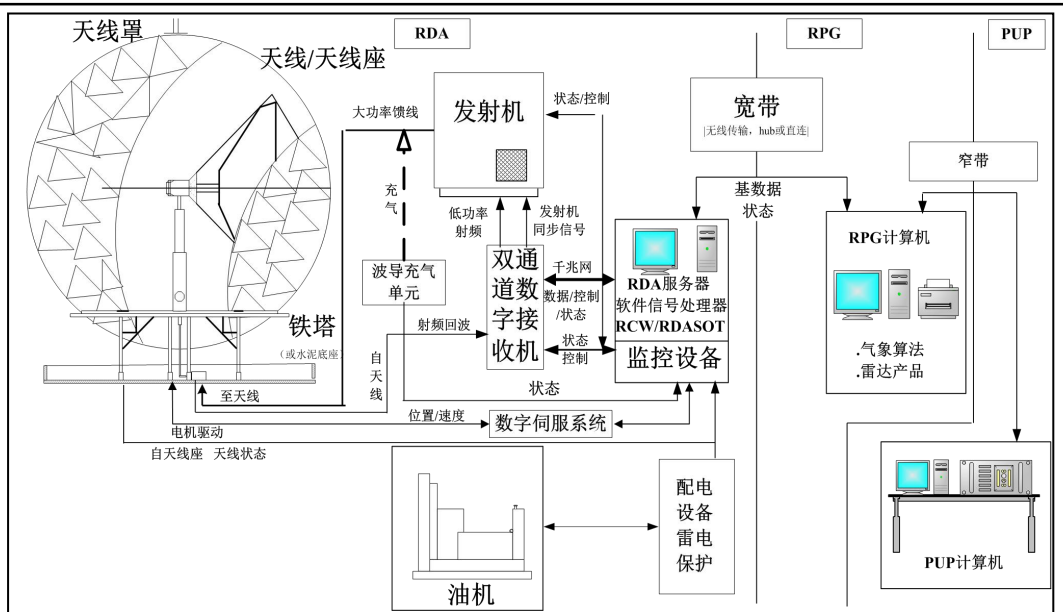 天线罩
天线/天线座
RDA
RPG
PUP
大功率馈线
发射机
状态/控制
宽带
|无线传输，hub或直连|
窄带
充气
低功率
射频
发射机
同步信号
基数据
状态
RPG计算机
.气象算法
.雷达产品
波导充气
单元
双通
道数
字接
收机
千兆网
数据/控制
/状态
RDA服务器
软件信号处理器
RCW/RDASOT
监控设备
状态
控制
射频回波
铁塔
（或水泥底座）
自天线
至天线
状态
位置/速度
数字伺服系统
电机驱动
自天线座 天线状态
配电
设备
雷电
保护
油机
PUP计算机